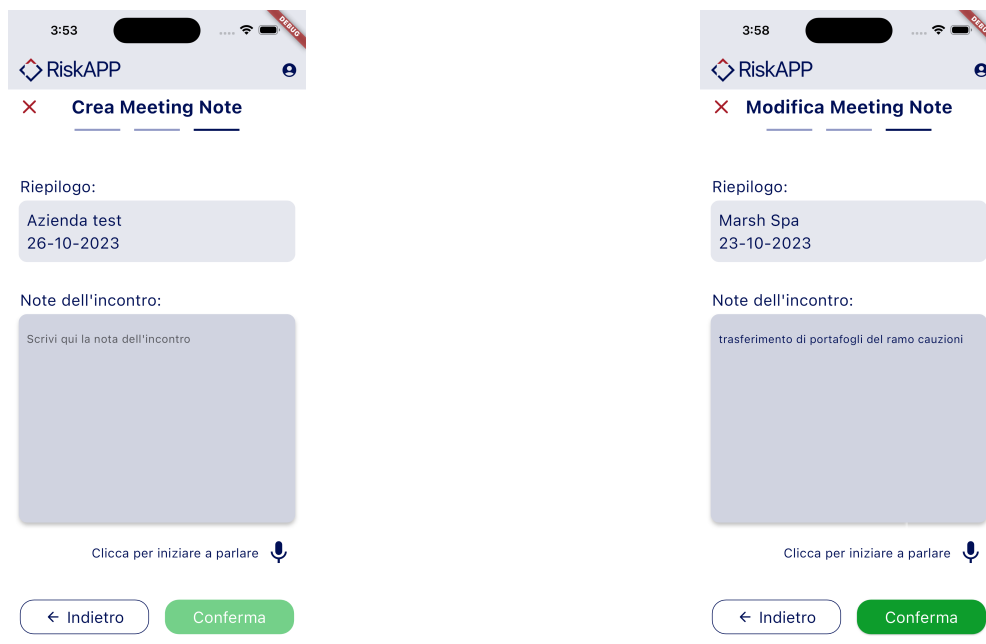 3:53
DEBUG
RiskAPP
Crea Meeting Note
Riepilogo:
Azienda test
26-10-2023
Note dell'incontro:
Scrivi qui la nota dell'incontro
Clicca per iniziare a parlare
Indietro
Conferma
3:58
RiskAPP
Modifica Meeting Note
Riepilogo:
Marsh Spa
23-10-2023
Note dell'incontro:
trasferimento di portafogli del ramo cauzioni
Clicca per iniziare a parlare
Indietro
Conferma